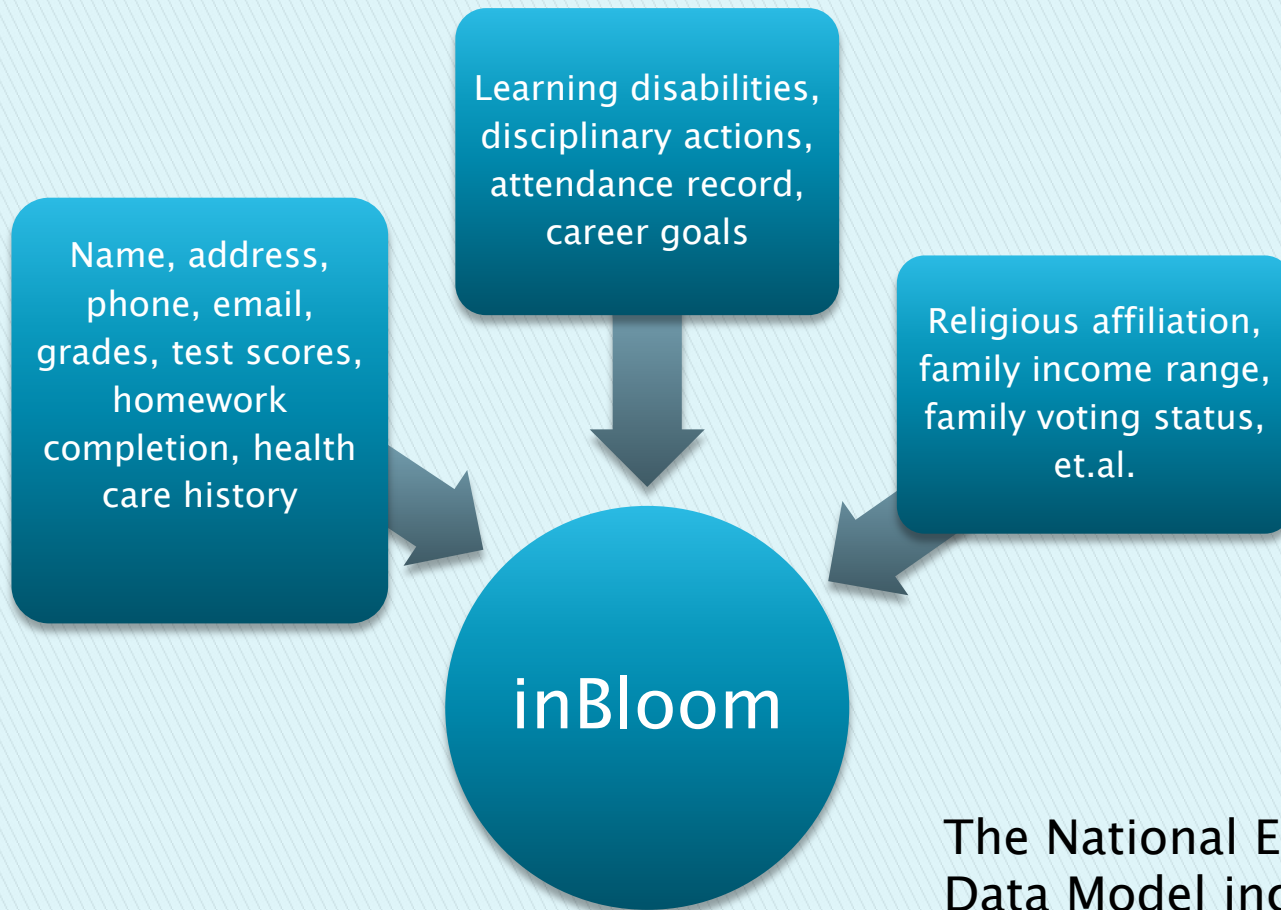 Learning disabilities,
disciplinary actions,
attendance record,
career goals
Name, address,
phone, email,
grades, test scores,
homework
completion, health
care history
Religious affiliation,
family income range,
family voting status,
et.al.
inBloom
The National E
Data Model inc